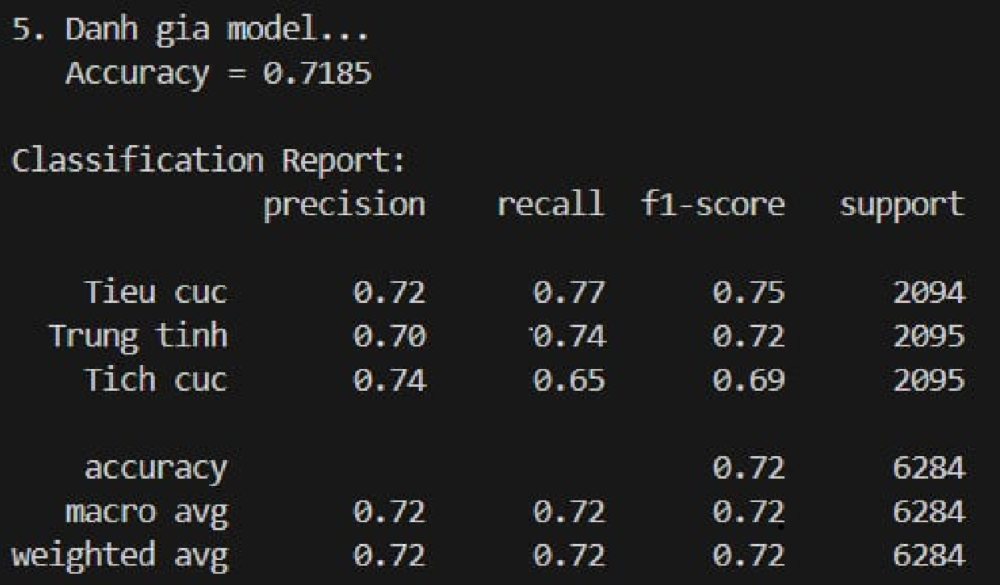 5. Danh gia model...
Accuracy = 0.7185
Classification Report:
precision recall f1-score support
Tieu cuc 0.72 0.77 0.75 2094
Trung tinh 0.70 0.74 0.72 2095
Tich cuc 0.74 0.65 0.69 2095
accuracy 0.72 6284
macro avg 0.72 0.72 0.72 6284
weighted avg 0.72 0.72 0.72 6284